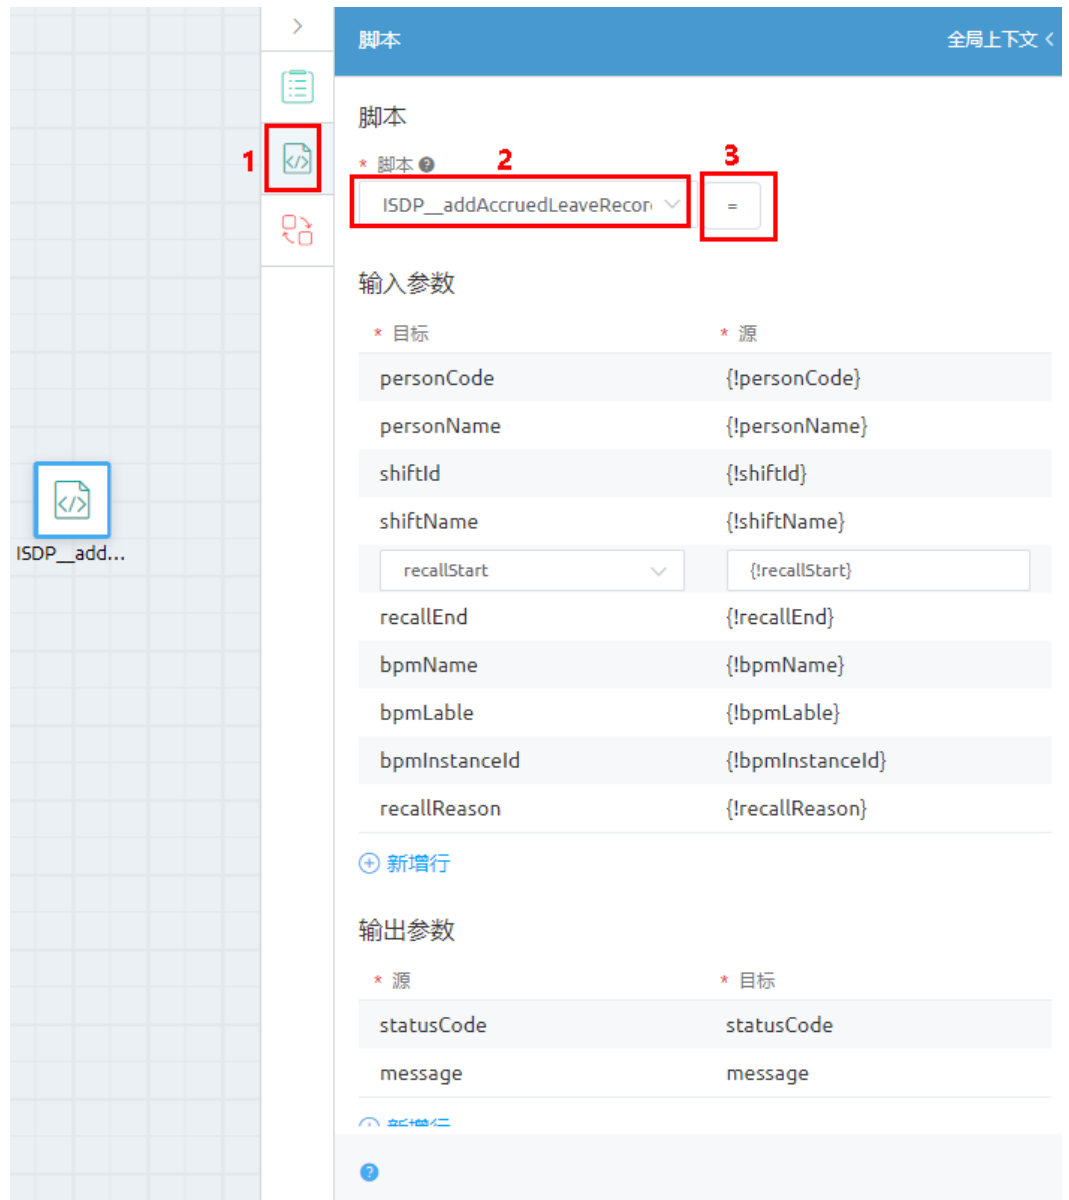 脚本
全局上下文
脚本
1
* 脚本
2
3
ISDP__addAccruedLeaveRecor
=
输入参数
* 目标 * 源
personCode {!personCode}
personName {!personName}
shiftId {!shiftId}
shiftName {!shiftName}
recallStart {!recallStart}
recallEnd {!recallEnd}
bpmName {!bpmName}
bpmLable {!bpmLable}
bpmInstanceId {!bpmInstanceId}
recallReason {!recallReason}
ISDP__add...
新增行
输出参数
* 源 * 目标
statusCode statusCode
message message
新增行